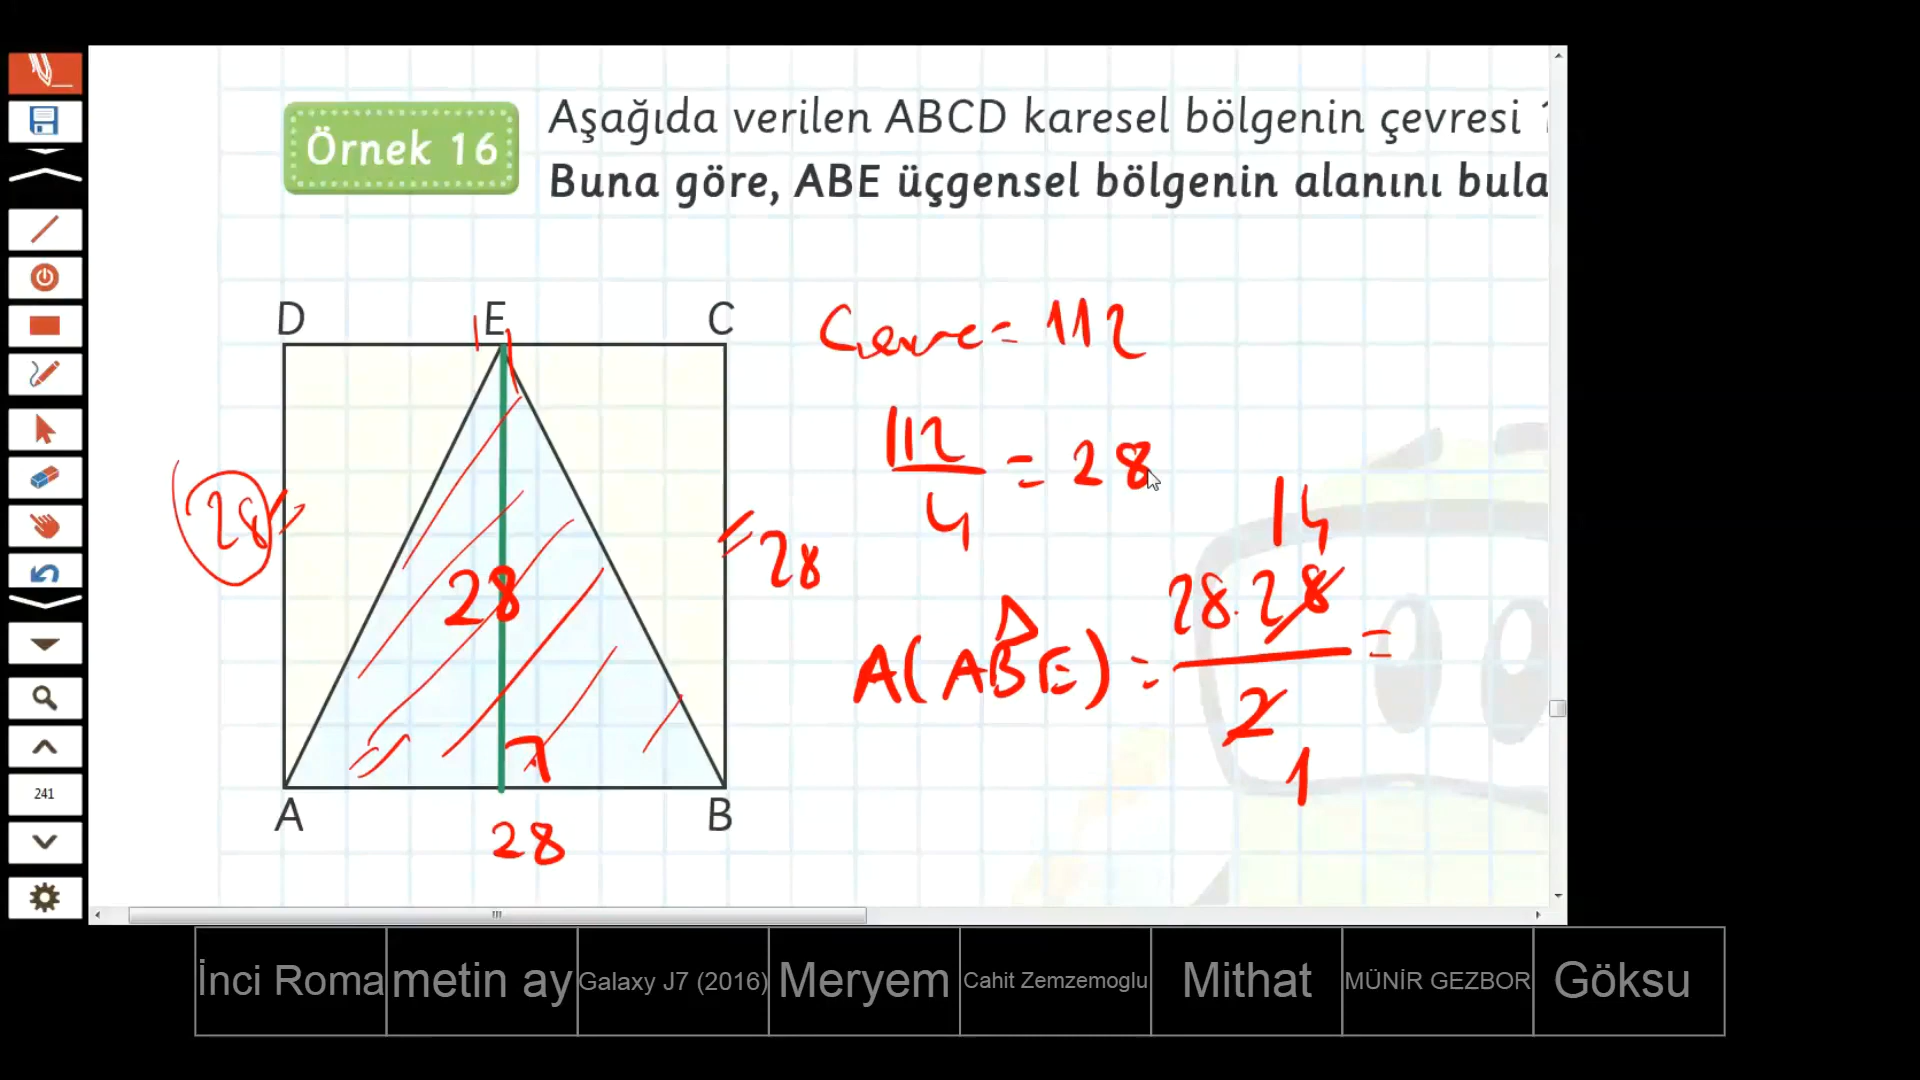 Örnek 16
Aşağıda verilen ABCD karesel bölgenin çevresi
Buna göre, ABE üçgensel bölgenin alanını bula
D E C
Çevre = 112
112
4
= 28
14
28
28
28
28.28
A(ABE) =
=
2
1
A B
28
241
İnci Roma
metin ay
Galaxy J7 (2016)
Meryem
Cahit Zemzemoglu
Mithat
MÜNİR GEZBOR
Göksu